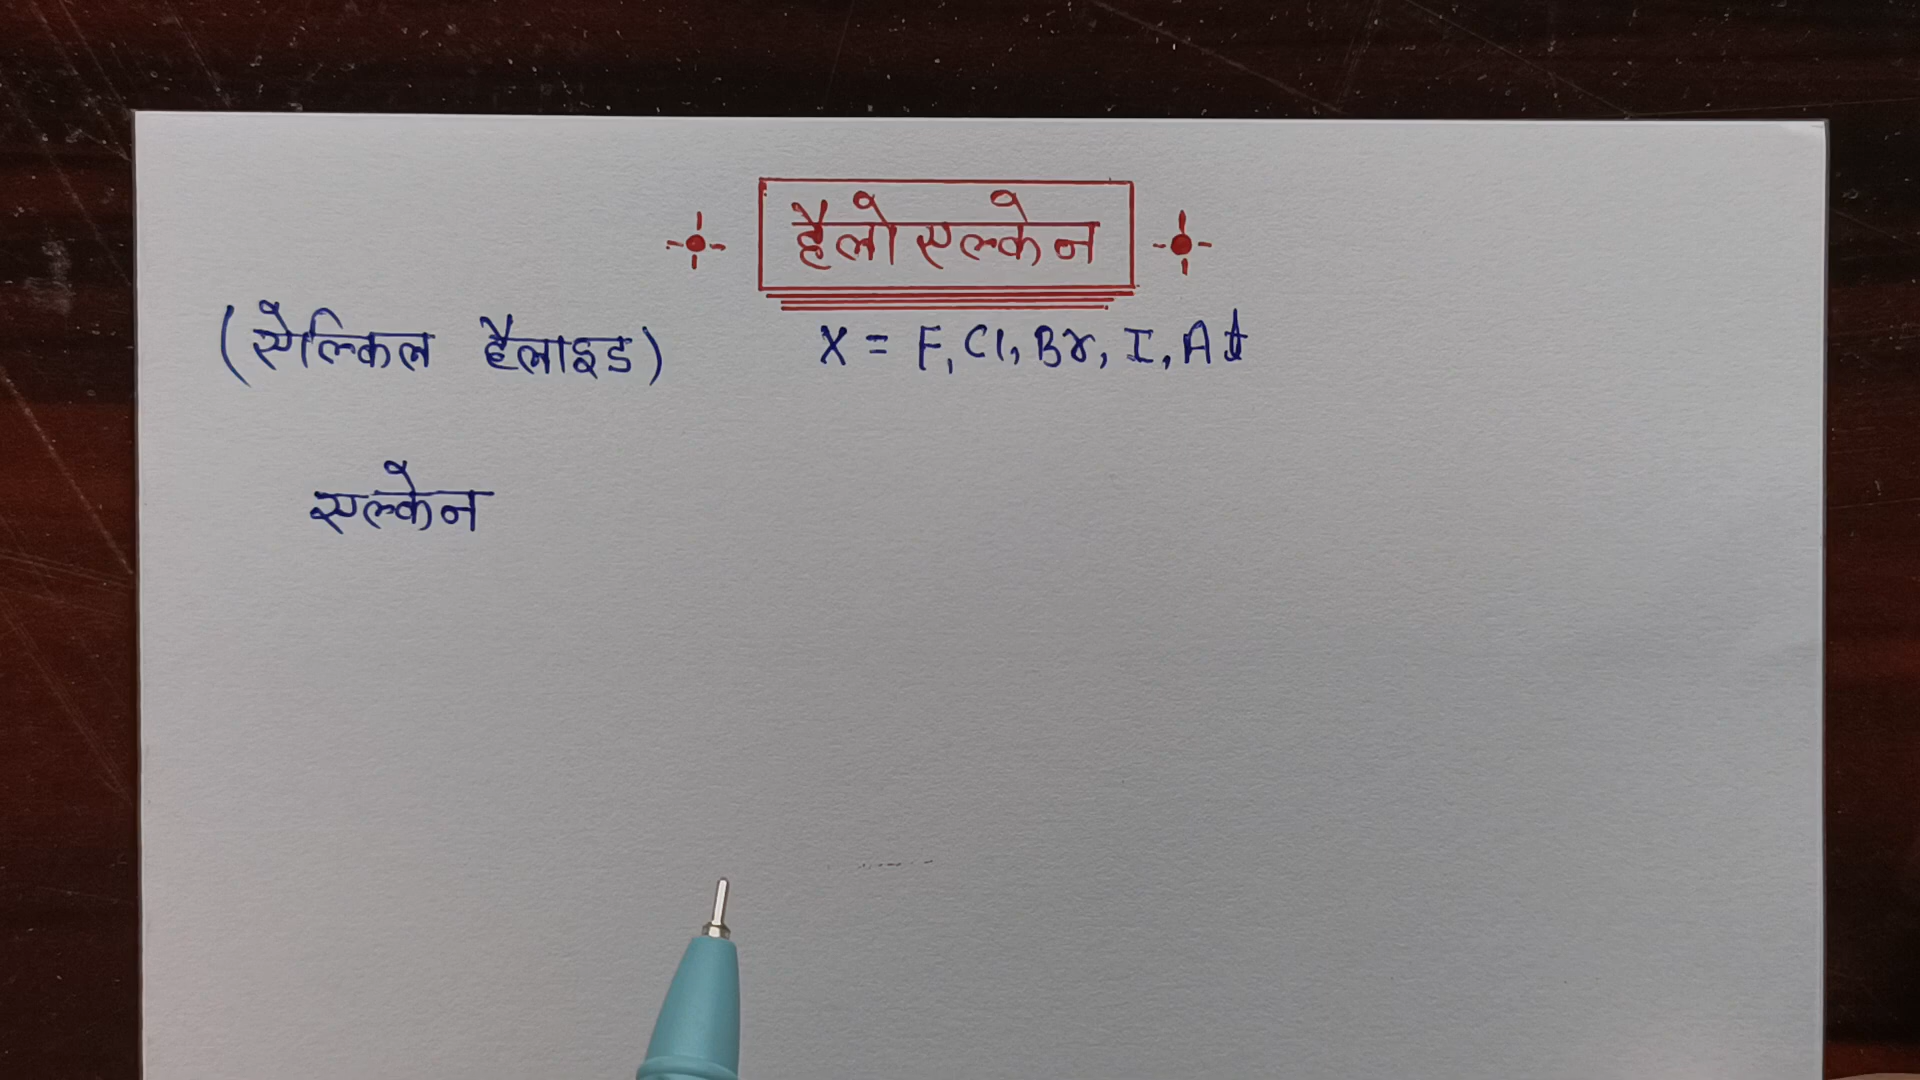 हैलोएल्केन
(ऐल्किल हैलाइड) X = F, Cl, Br, I, At
एल्केन